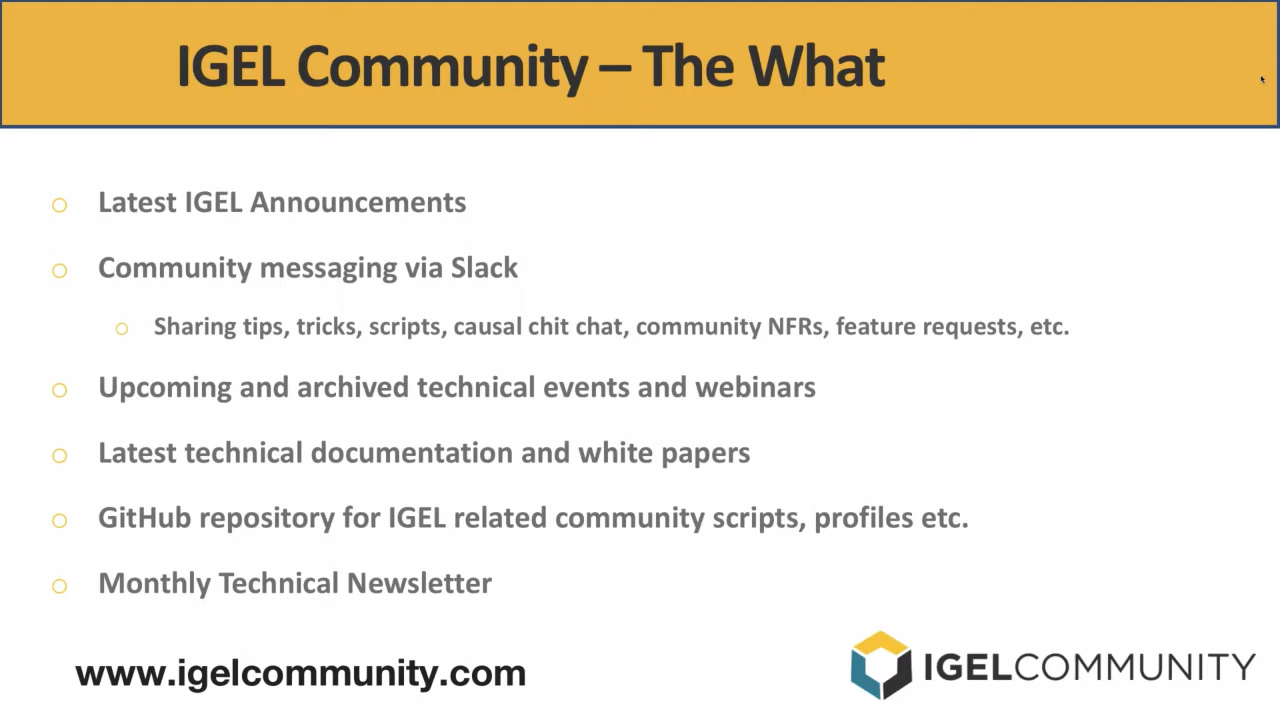 IGEL Community – The What
Latest IGEL Announcements
Community messaging via Slack
Sharing tips, tricks, scripts, causal chit chat, community NFRs, feature requests, etc.
Upcoming and archived technical events and webinars
Latest technical documentation and white papers
GitHub repository for IGEL related community scripts, profiles etc.
Monthly Technical Newsletter
www.igelcommunity.com
IGELCOMMUNITY